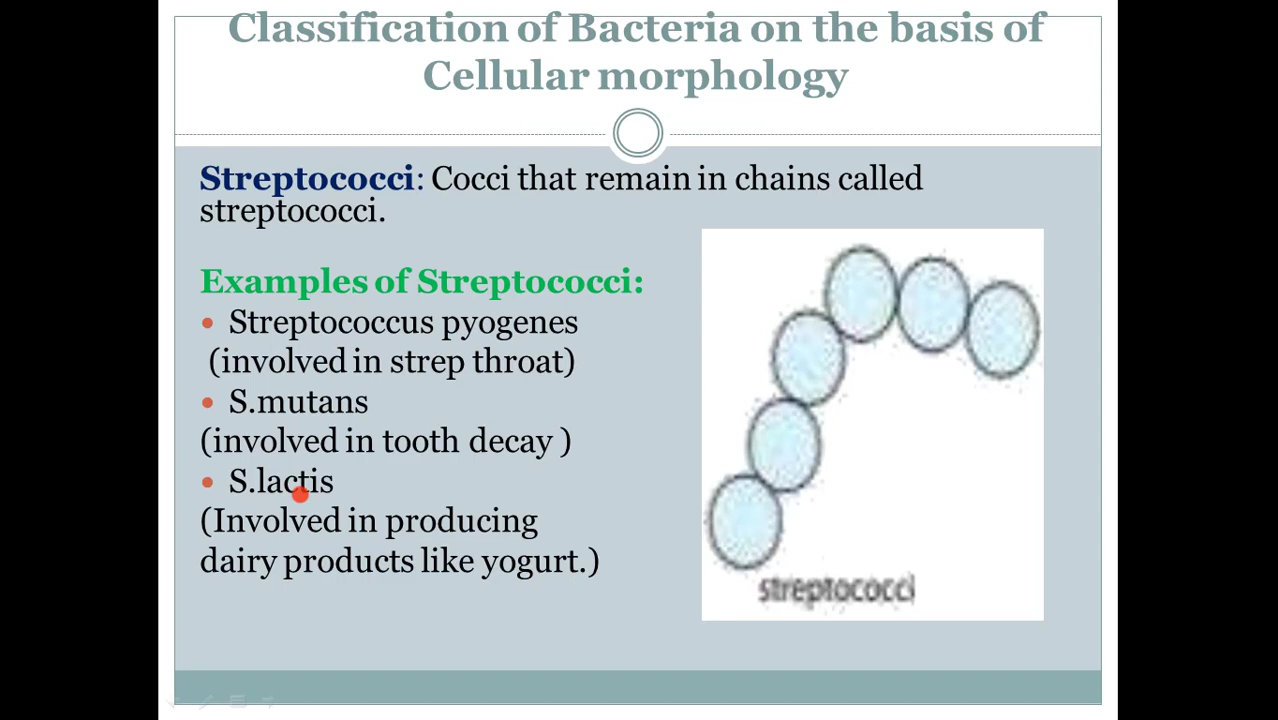 Classification of Bacteria on the basis of
Cellular morphology
Streptococci: Cocci that remain in chains called
streptococci.
Examples of Streptococci:
• Streptococcus pyogenes
(involved in strep throat)
• S.mutans
(involved in tooth decay )
• S.lactis
(Involved in producing
dairy products like yogurt.)
streptococci